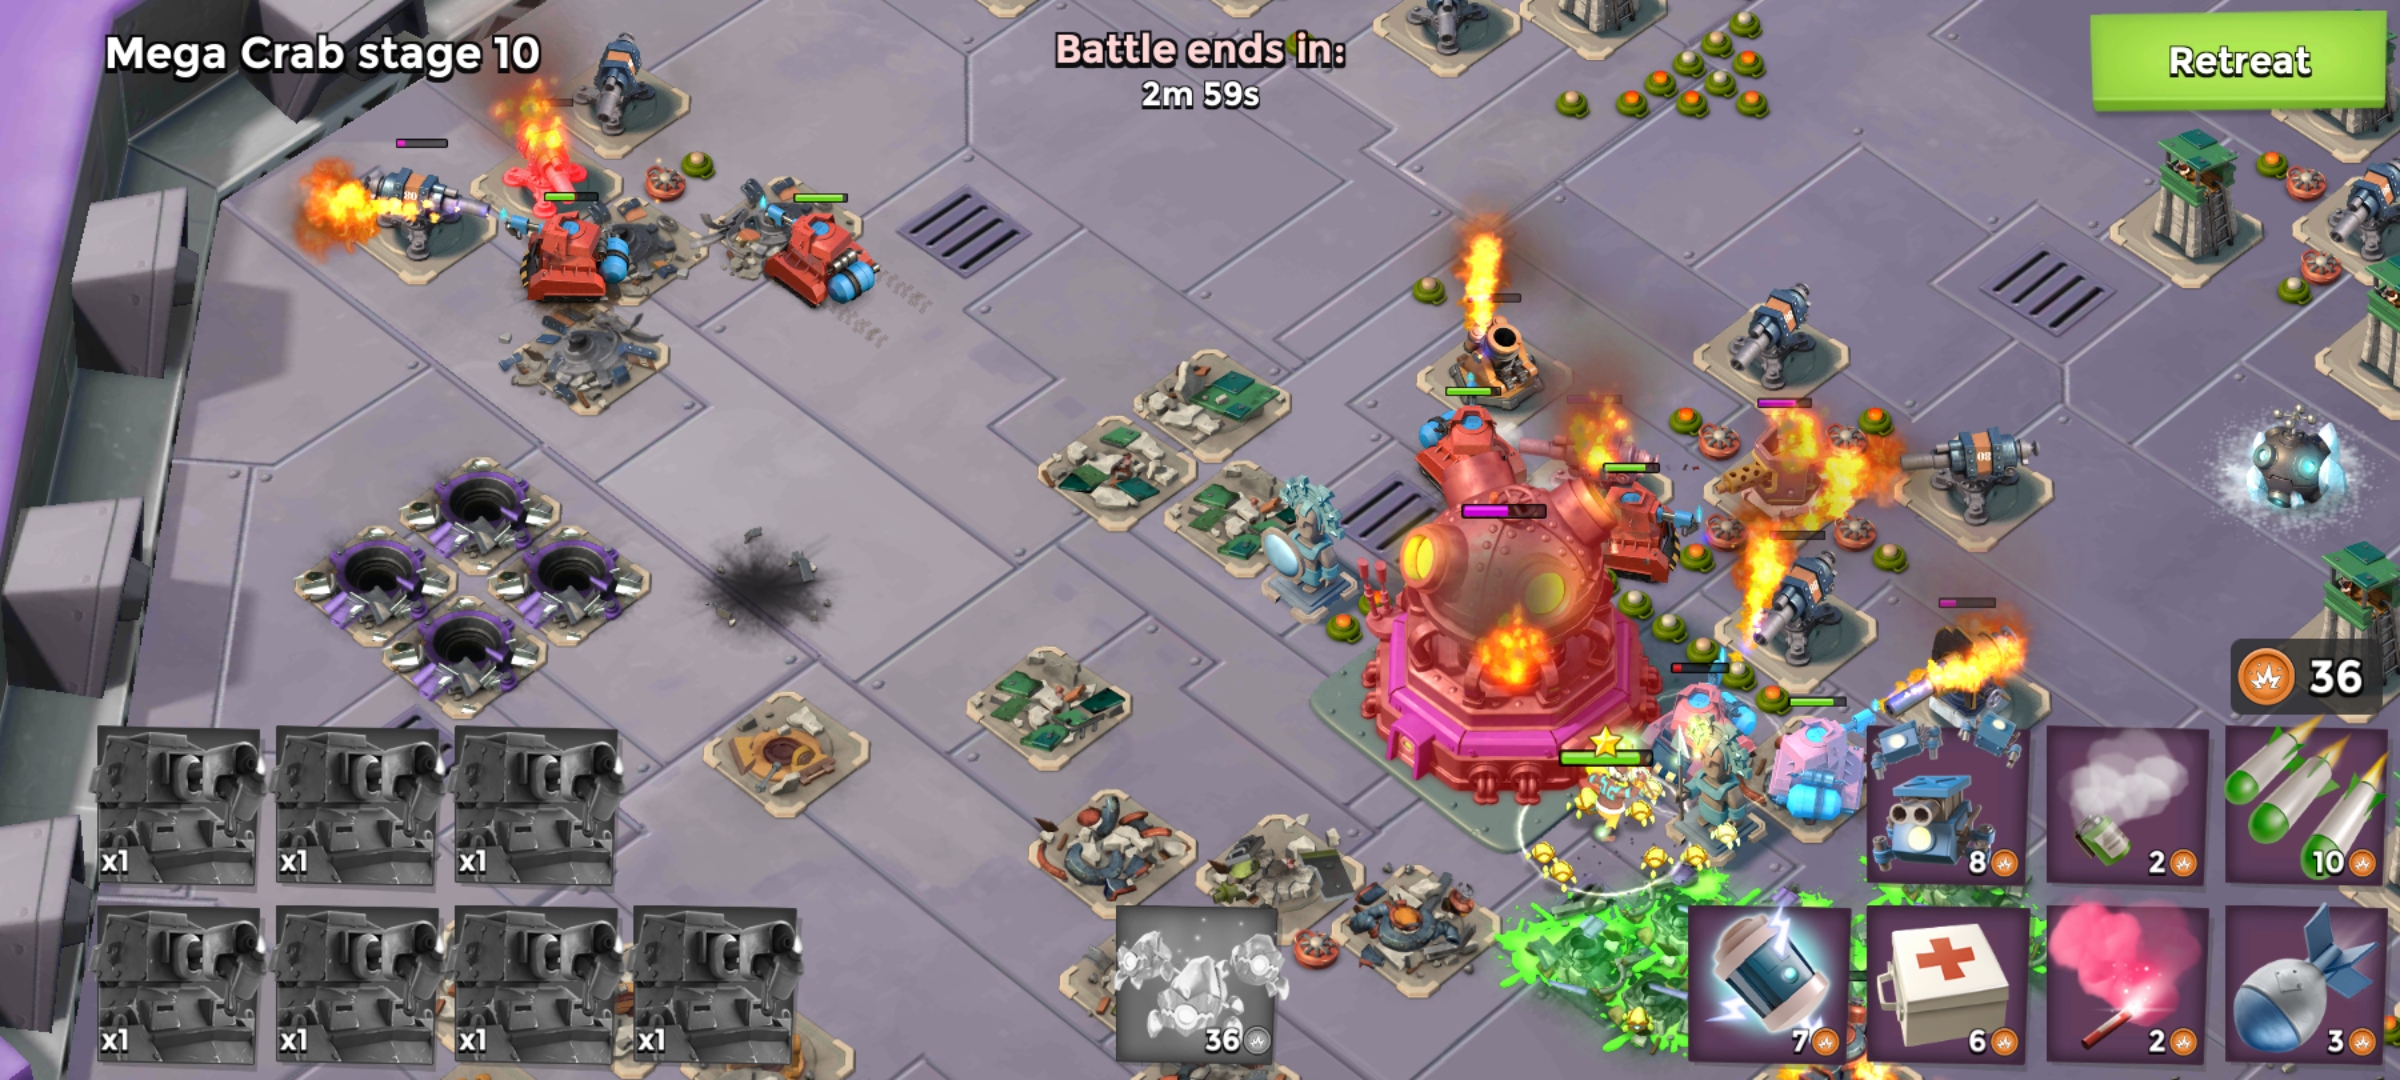 Mega Crab stage 10
Battle ends in:
2m 59s
Retreat
36
x1
x1
x1
8
2
10
x1
x1
x1
x1
36
7
6
2
3